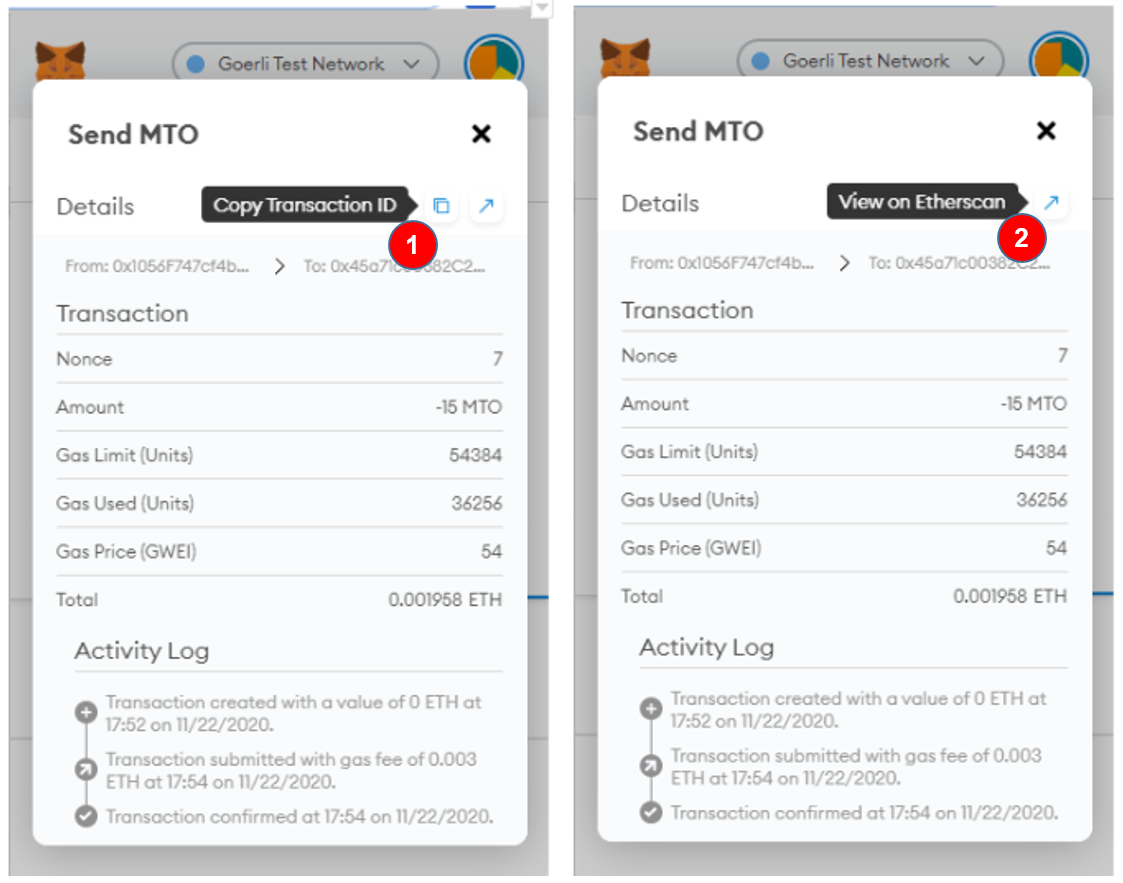 Goerli Test Network
Send MTO
Details
Copy Transaction ID
1
From: 0x1056F747cf4b...
To: 0x45a71c00382C2...
Transaction
Nonce 7
Amount -15 MTO
Gas Limit (Units) 54384
Gas Used (Units) 36256
Gas Price (GWEI) 54
Total 0.001958 ETH
Activity Log
Transaction created with a value of 0 ETH at
17:52 on 11/22/2020.
Transaction submitted with gas fee of 0.003
ETH at 17:54 on 11/22/2020.
Transaction confirmed at 17:54 on 11/22/2020.
Goerli Test Network
Send MTO
Details
View on Etherscan
2
From: 0x1056F747cf4b...
To: 0x45a71c00382C2...
Transaction
Nonce 7
Amount -15 MTO
Gas Limit (Units) 54384
Gas Used (Units) 36256
Gas Price (GWEI) 54
Total 0.001958 ETH
Activity Log
Transaction created with a value of 0 ETH at
17:52 on 11/22/2020.
Transaction submitted with gas fee of 0.003
ETH at 17:54 on 11/22/2020.
Transaction confirmed at 17:54 on 11/22/2020.